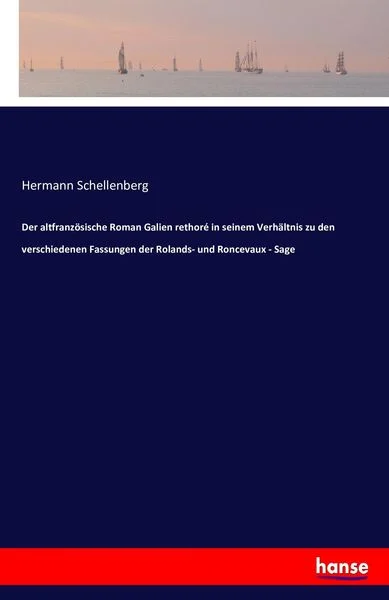 Hermann Schellenberg
Der altfranzösische Roman Galien rethoré in seinem Verhältnis zu den
verschiedenen Fassungen der Rolands- und Roncevaux - Sage
hanse